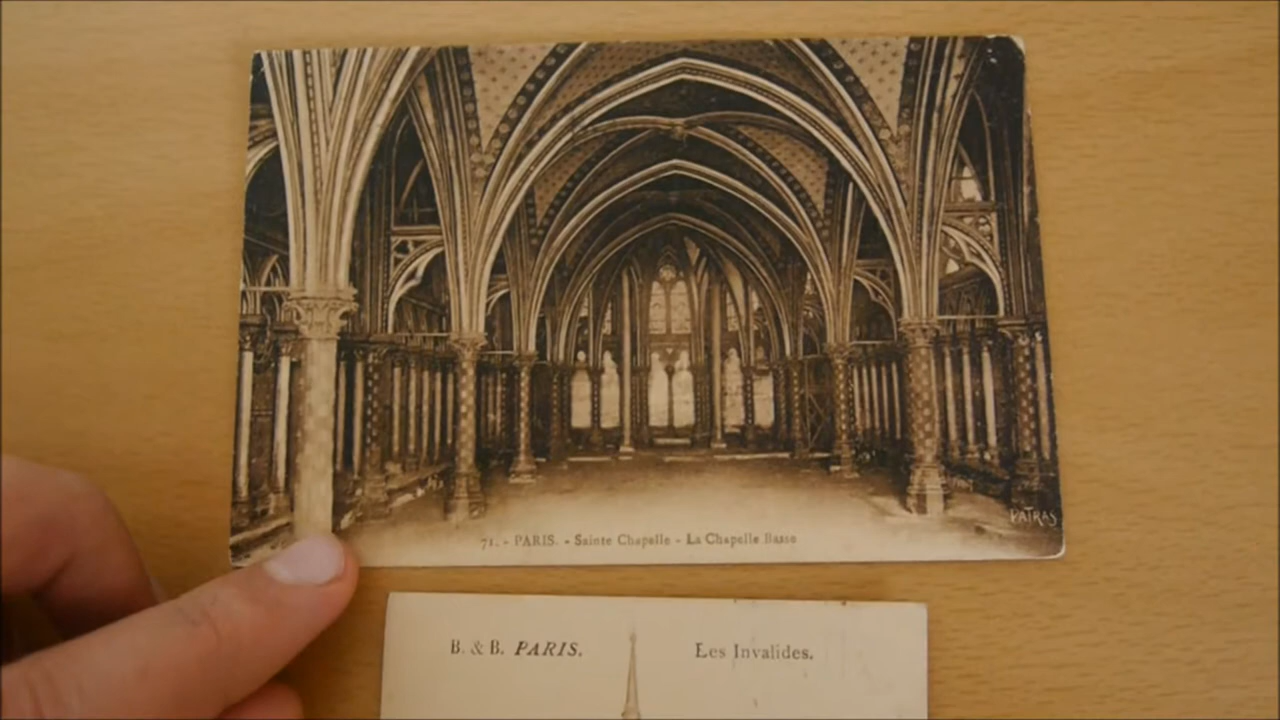 PATRAS
71. - PARIS. - Sainte Chapelle - La Chapelle Basse
B. & B. PARIS. Les Invalides.